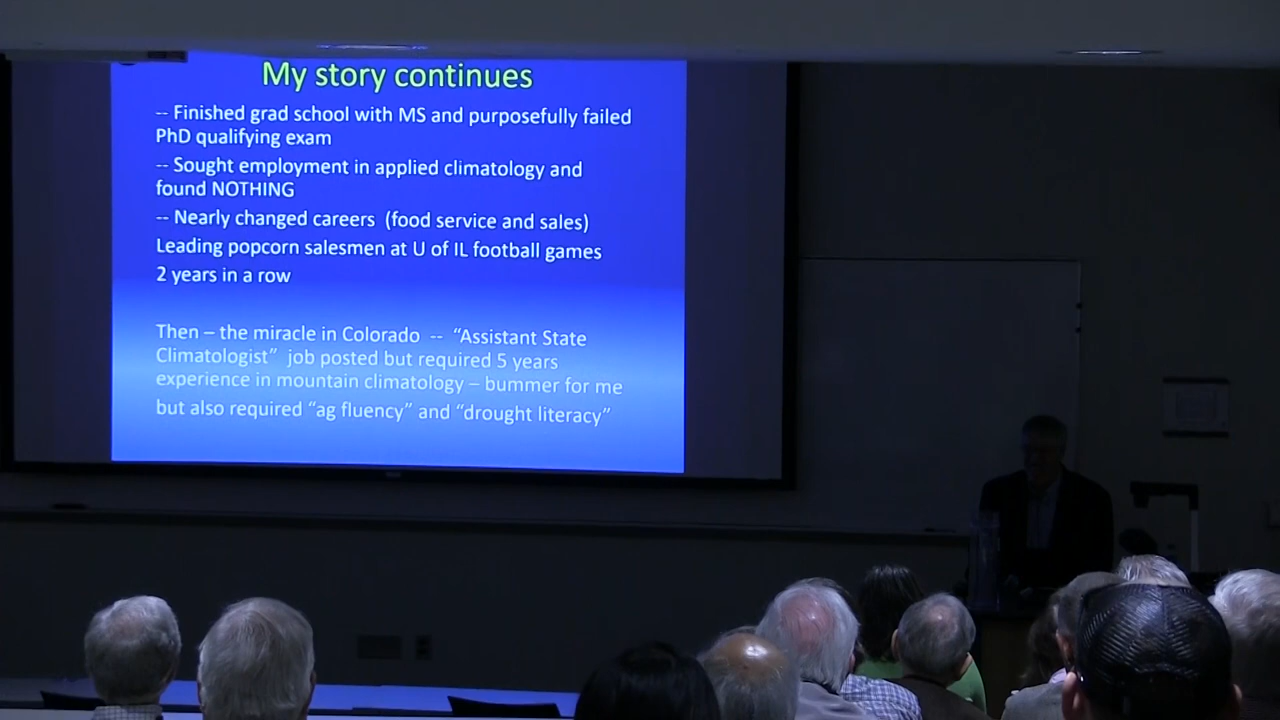 My story continues
-- Finished grad school with MS and purposefully failed
PhD qualifying exam
-- Sought employment in applied climatology and
found NOTHING
-- Nearly changed careers (food service and sales)
Leading popcorn salesmen at U of IL football games
2 years in a row
Then – the miracle in Colorado -- “Assistant State
Climatologist” job posted but required 5 years
experience in mountain climatology – bummer for me
but also required “ag fluency” and “drought literacy”